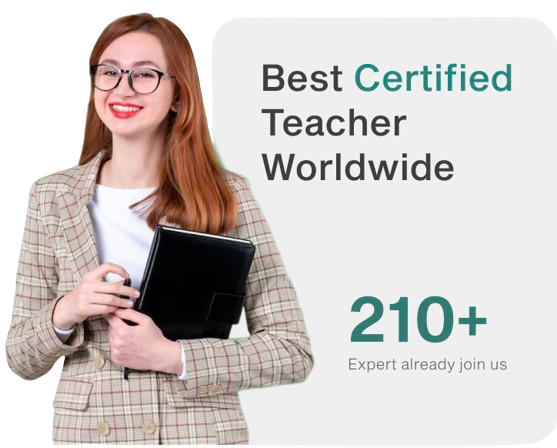 Best Certified
Teacher
Worldwide
210+
Expert already join us